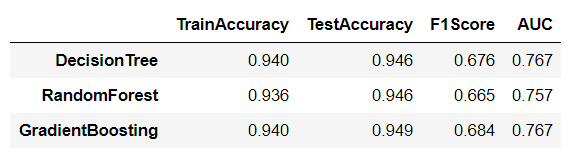 TrainAccuracy TestAccuracy F1Score AUC
DecisionTree 0.940 0.946 0.676 0.767
RandomForest 0.936 0.946 0.665 0.757
GradientBoosting 0.940 0.949 0.684 0.767